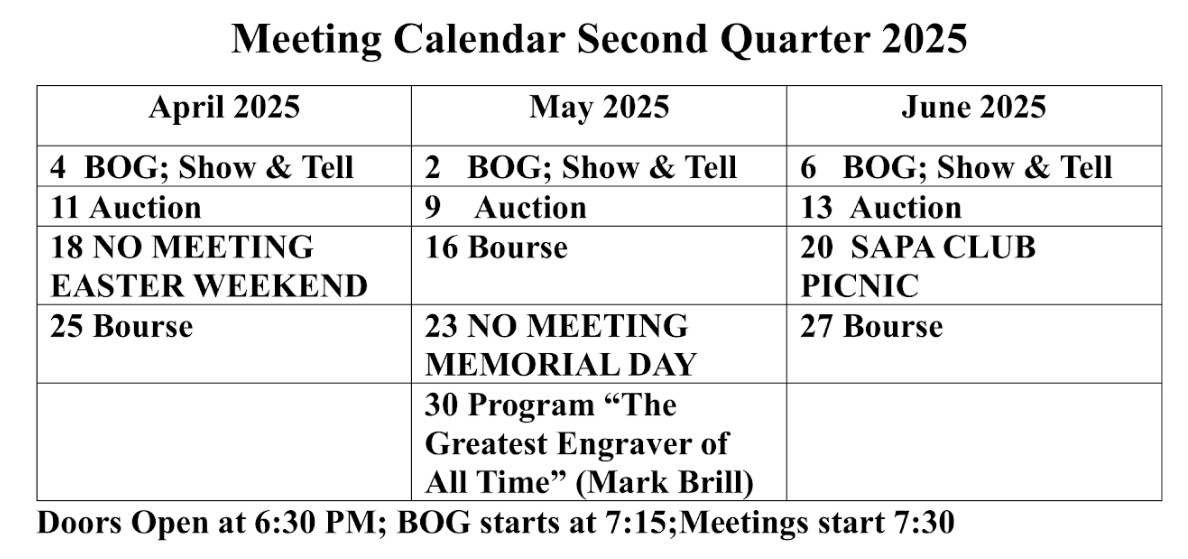 Meeting Calendar Second Quarter 2025
April 2025 May 2025 June 2025
4 BOG; Show & Tell 2 BOG; Show & Tell 6 BOG; Show & Tell
11 Auction 9 Auction 13 Auction
18 NO MEETING 16 Bourse 20 SAPA CLUB
EASTER WEEKEND PICNIC
25 Bourse 23 NO MEETING 27 Bourse
MEMORIAL DAY
30 Program “The
Greatest Engraver of
All Time” (Mark Brill)
Doors Open at 6:30 PM; BOG starts at 7:15;Meetings start 7:30